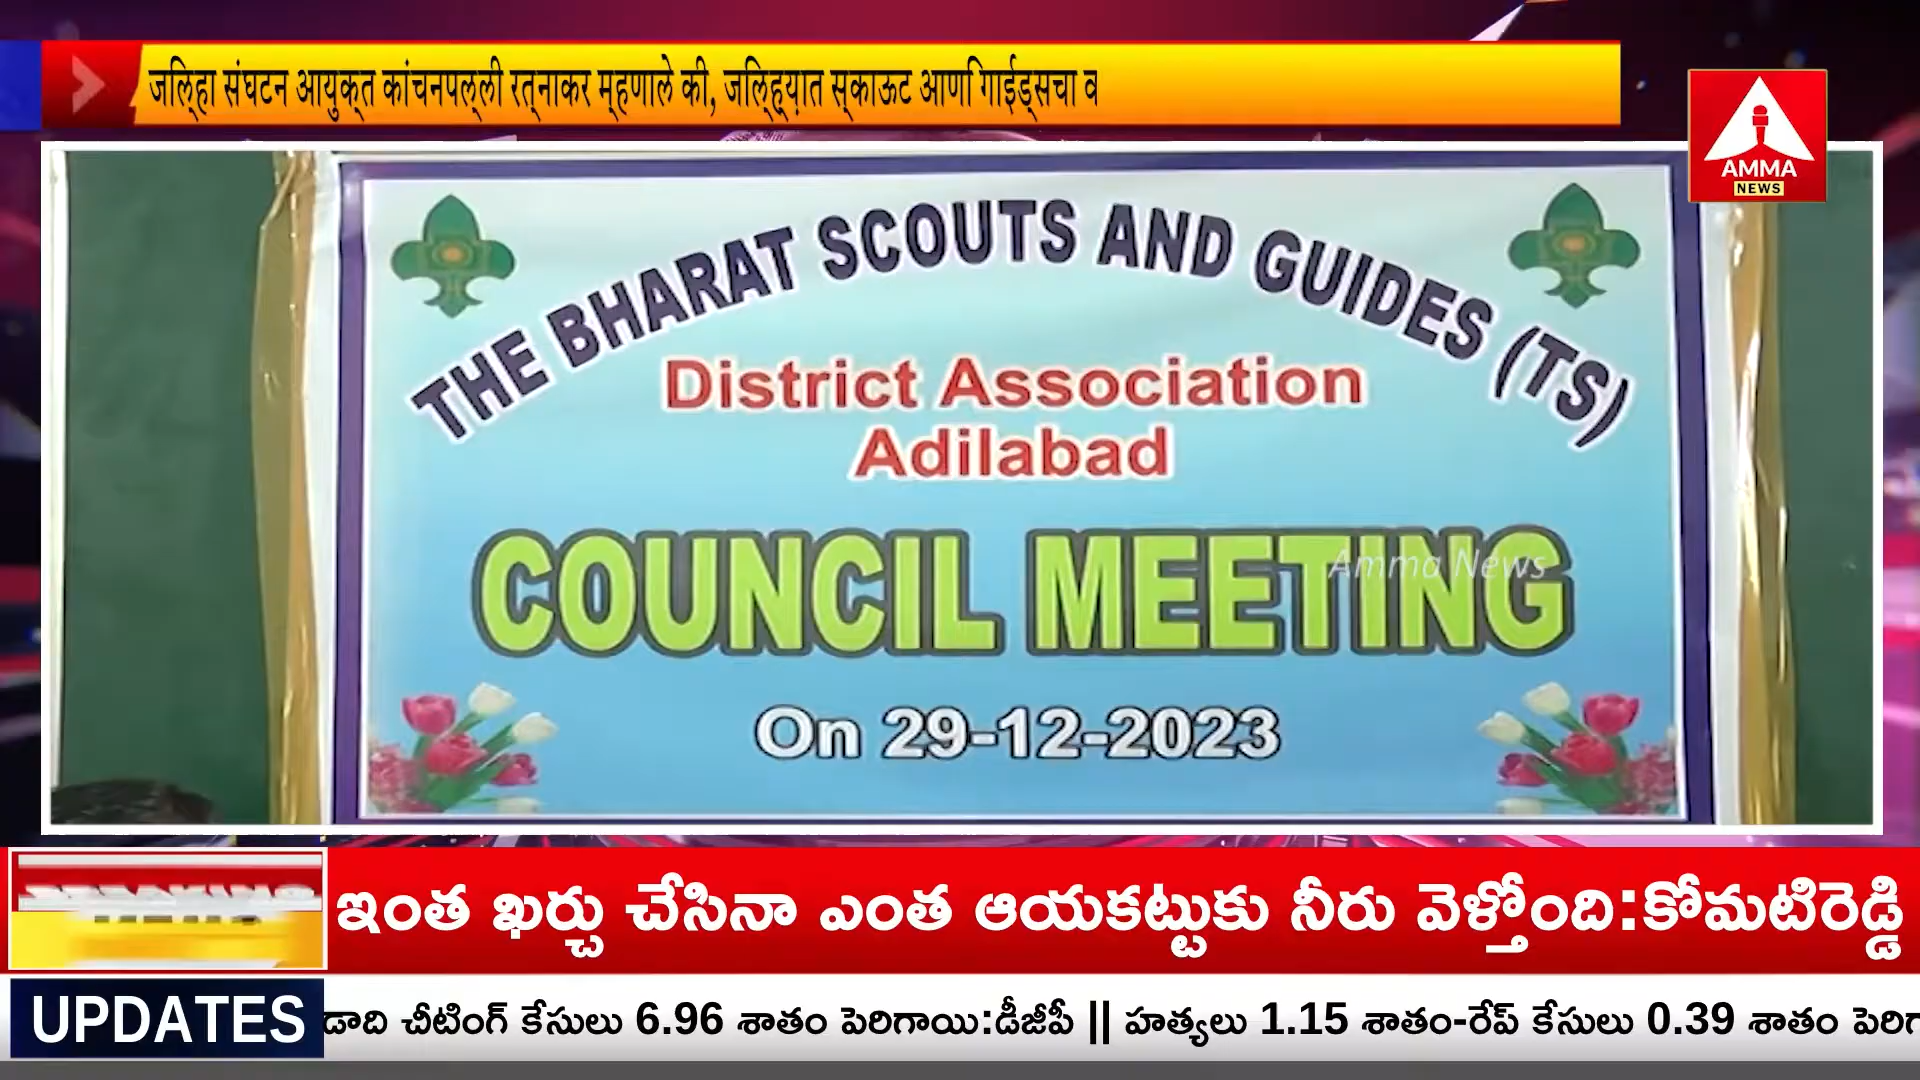 जिल्हा संघटन आयुक्त कांचनपल्ली रत्नाकर म्हणाले की, जिल्ह्यात स्काऊट आणि गाईड्सचा व
AMMA
NEWS
THE BHARAT SCOUTS AND GUIDES (TS)
District Association
Adilabad
COUNCIL MEETING
Amma News
On 29-12-2023
BREAKING
NEWS
ఇంత ఖర్చు చేసినా ఎంత ఆయకట్టుకు నీరు వెళ్తోంది:కోమటిరెడ్డి
UPDATES
డాది చీటింగ్ కేసులు 6.96 శాతం పెరిగాయి:డీజీపీ || హత్యలు 1.15 శాతం-రేప్ కేసులు 0.39 శాతం పెరిగా